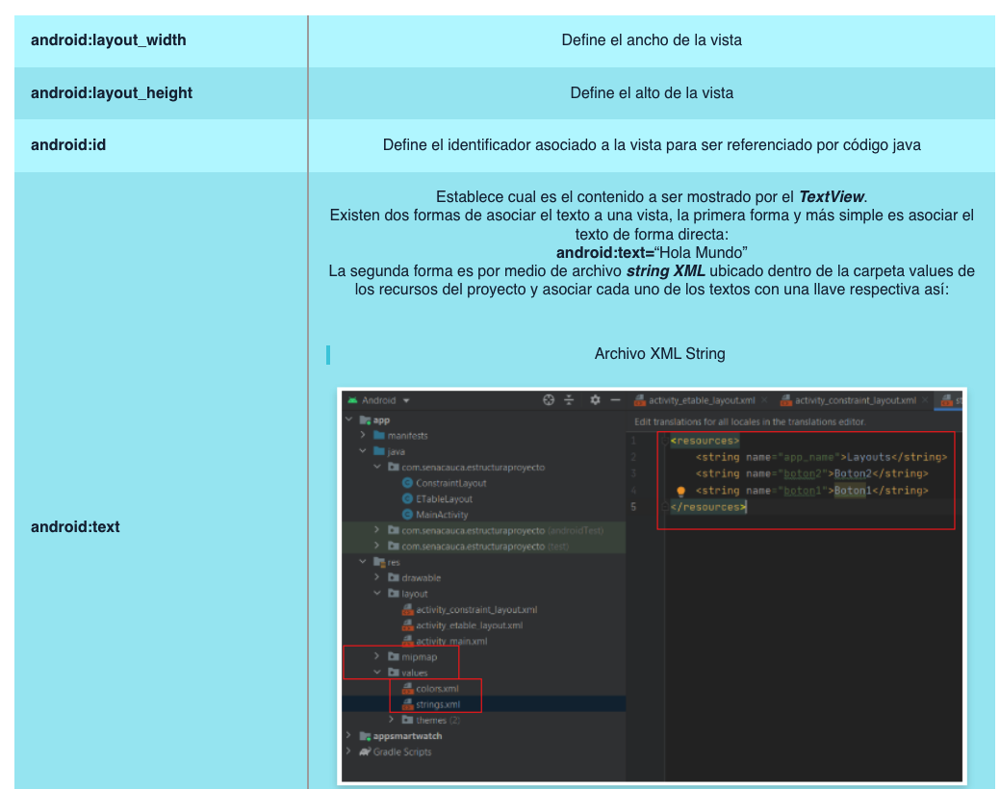 android:layout_width
Define el ancho de la vista
android:layout_height
Define el alto de la vista
android:id
Define el identificador asociado a la vista para ser referenciado por código java
android:text
Establece cual es el contenido a ser mostrado por el TextView.
Existen dos formas de asociar el texto a una vista, la primera forma y más simple es asociar el
texto de forma directa:
android:text=“Hola Mundo”
La segunda forma es por medio de archivo string XML ubicado dentro de la carpeta values de
los recursos del proyecto y asociar cada uno de los textos con una llave respectiva así:
Archivo XML String
Android
app
manifests
java
com.senacauca.estructuraproyecto
ConstraintLayout
ETableLayout
MainActivity
com.senacauca.estructuraproyecto (androidTest)
com.senacauca.estructuraproyecto (test)
res
drawable
layout
activity_constraint_layout.xml
activity_etable_layout.xml
activity_main.xml
mipmap
values
colors.xml
strings.xml
themes (2)
appsmartwatch
Gradle Scripts
activity_etable_layout.xml
activity_constraint_layout.xml
Edit translations for all locales in the translations editor.
1 <resources>
2 <string name="app_name">Layouts</string>
3 <string name="boton2">Boton2</string>
4 <string name="boton1">Boton1</string>
5 </resources>